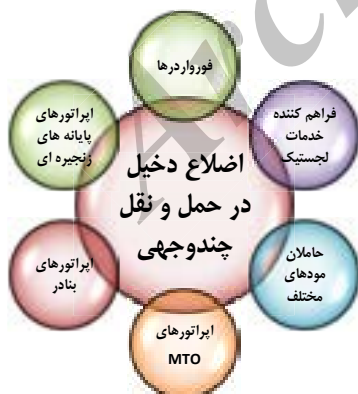 فورواردرها
فراهم کننده
خدمات
لجستیک
حاملان
مودهای
مختلف
اپراتورهای
MTO
اپراتورهای
بنادر
اپراتورهای
پایانه های
زنجیره ای
اضلاع دخیل
در حمل و نقل
چندوجهی